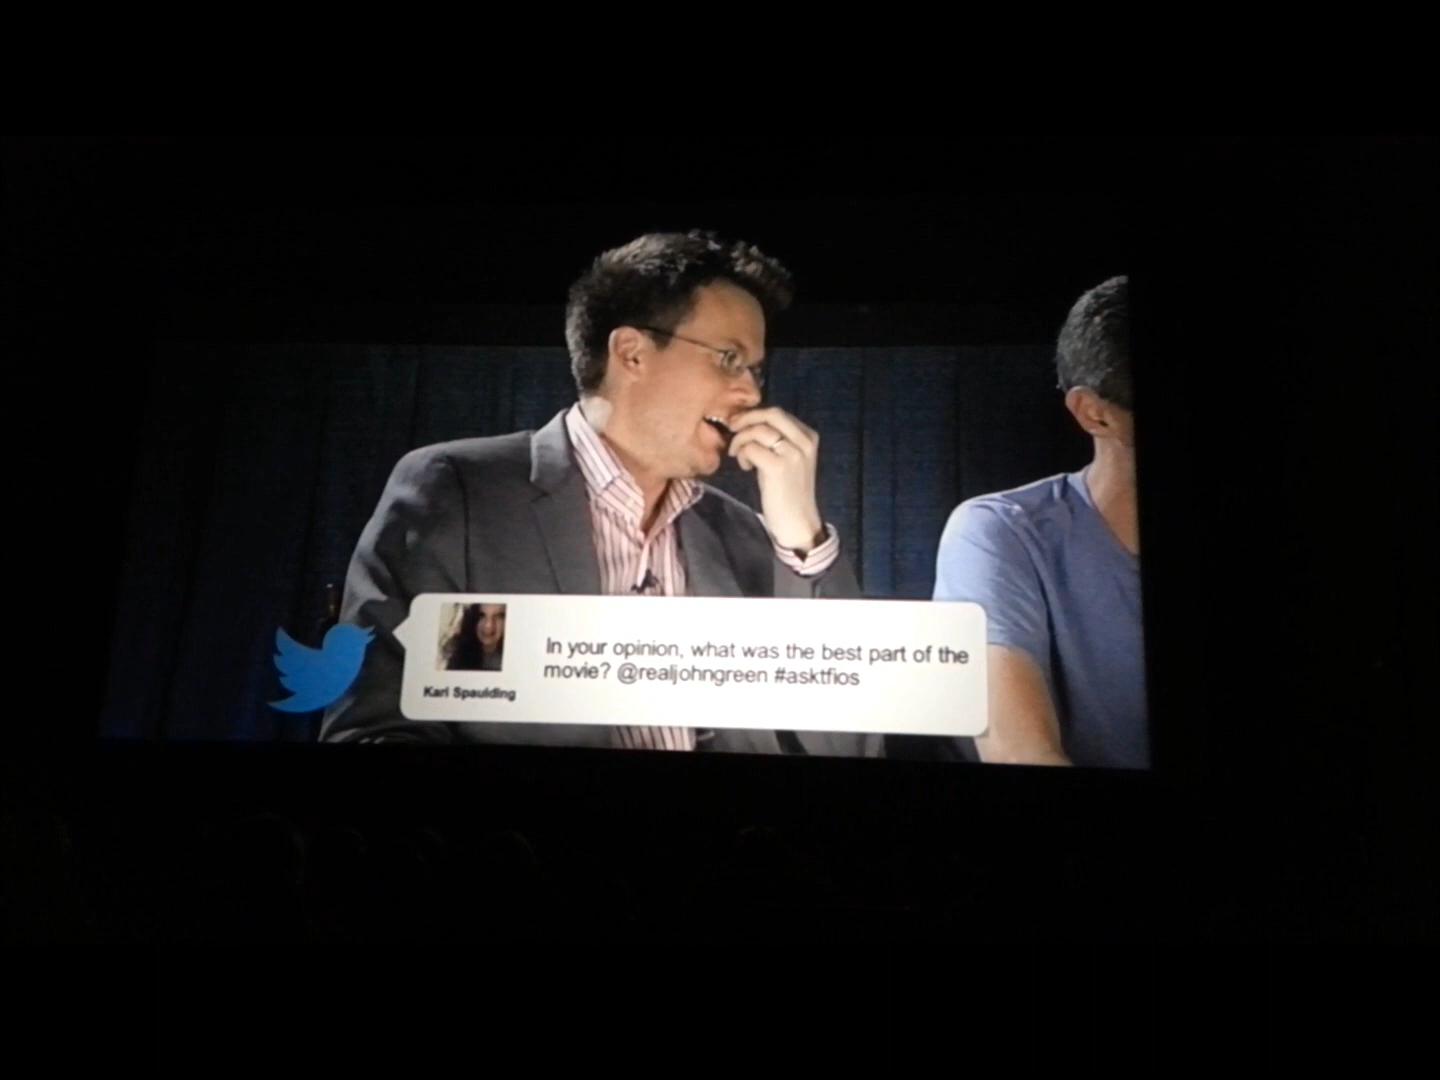 In your opinion, what was the best part of the
movie? @realjohngreen #asktfios
Kari Spaulding